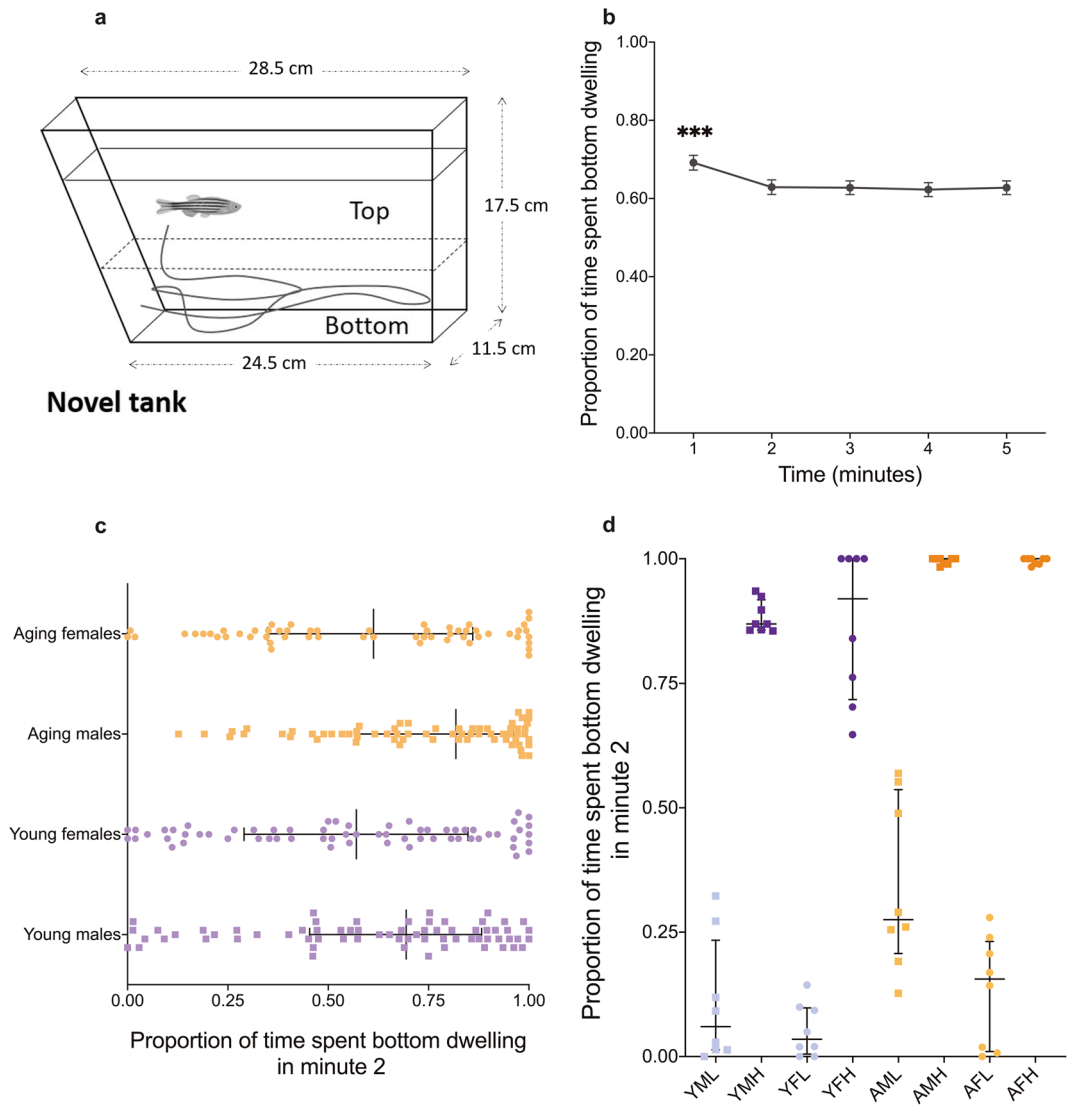 a
28.5 cm
Top
17.5 cm
Bottom
11.5 cm
24.5 cm
Novel tank
b
Proportion of time spent bottom dwelling
1.00
0.80
0.60
0.40
0.20
0.00
***
1 2 3 4 5
Time (minutes)
c
Aging females
Aging males
Young females
Young males
0.00 0.25 0.50 0.75 1.00
Proportion of time spent bottom dwelling
in minute 2
d
Proportion of time spent bottom dwelling
in minute 2
1.00
0.75
0.50
0.25
0.00
YML YMH YFL YFH AML AMH AFL AFH